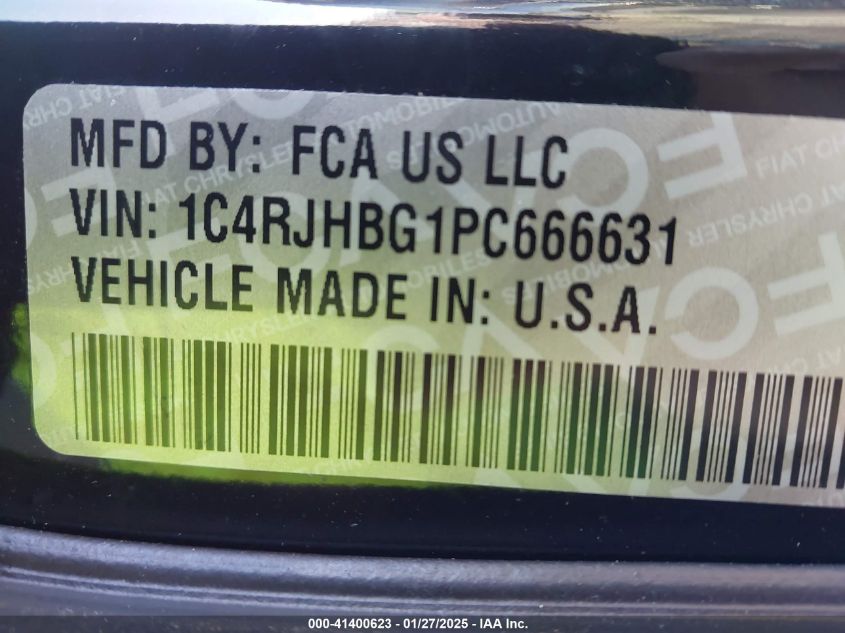 MFD BY: FCA US LLC
VIN: 1C4RJHBG1PC666631
VEHICLE MADE IN: U.S.A.
000-41400623 - 01/27/2025 - IAA Inc.